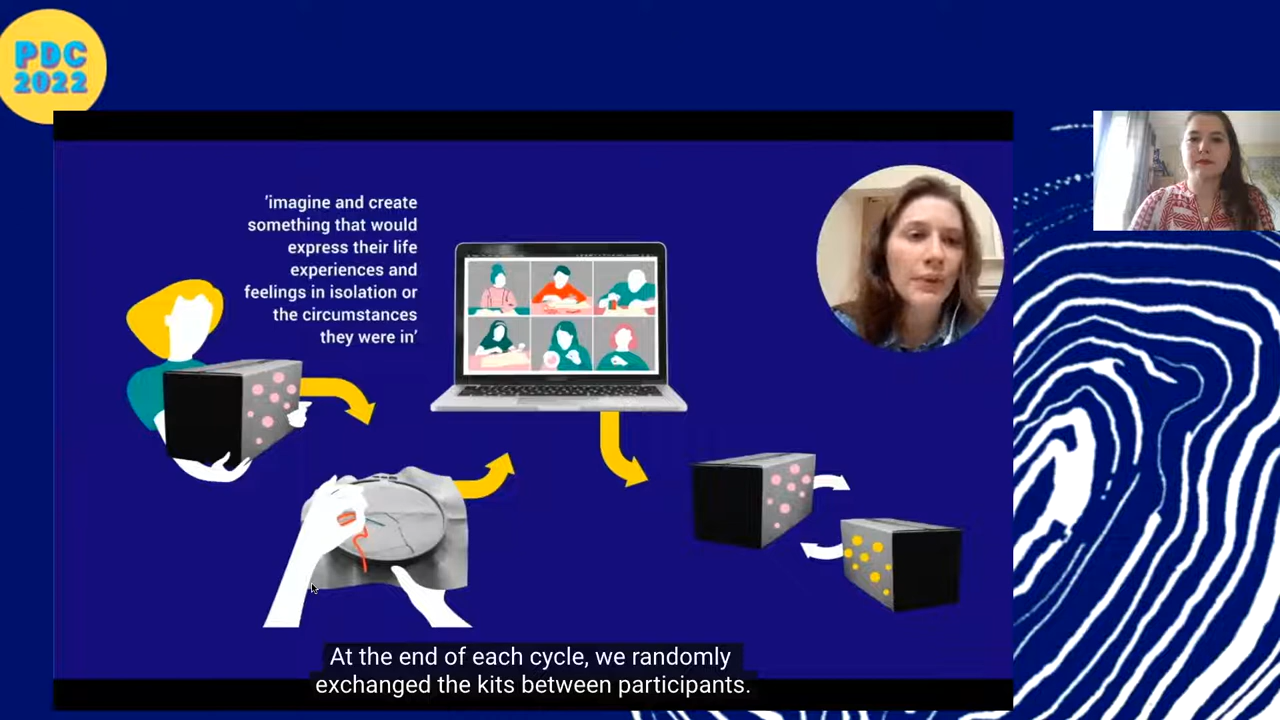 PDC
2022
'imagine and create
something that would
express their life
experiences and
feelings in isolation or
the circumstances
they were in'
At the end of each cycle, we randomly
exchanged the kits between participants.